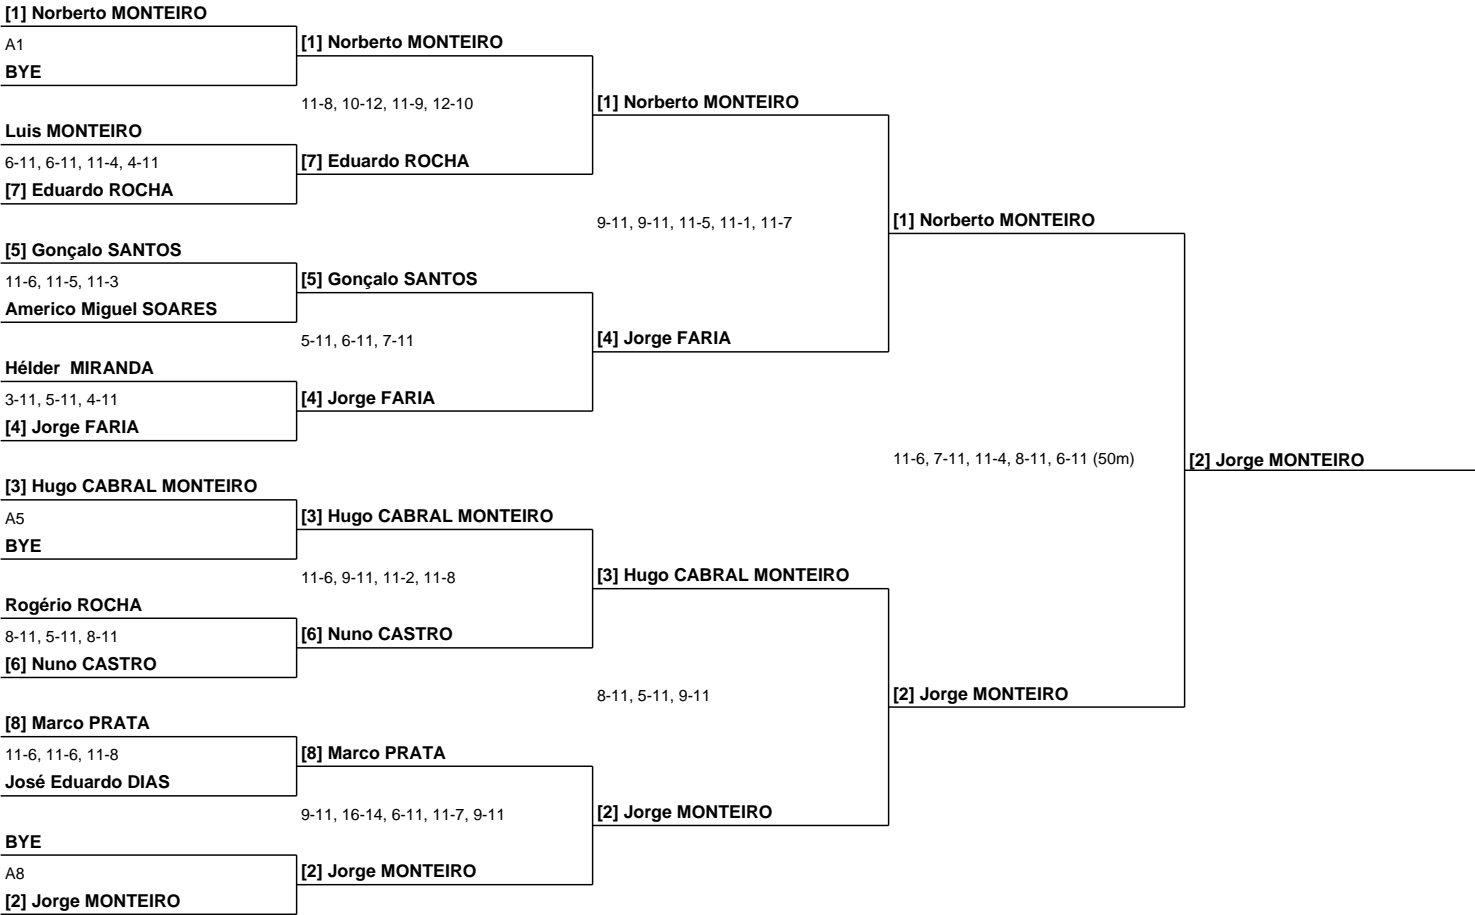 [1] Norberto MONTEIRO
A1
BYE
Luis MONTEIRO
6-11, 6-11, 11-4, 4-11
[7] Eduardo ROCHA
[5] Gonçalo SANTOS
11-6, 11-5, 11-3
Americo Miguel SOARES
Hélder  MIRANDA
3-11, 5-11, 4-11
[4] Jorge FARIA
[3] Hugo CABRAL MONTEIRO
A5
BYE
Rogério ROCHA
8-11, 5-11, 8-11
[6] Nuno CASTRO
[8] Marco PRATA
11-6, 11-6, 11-8
José Eduardo DIAS
BYE
A8
[2] Jorge MONTEIRO
[1] Norberto MONTEIRO
11-8, 10-12, 11-9, 12-10
[7] Eduardo ROCHA
[5] Gonçalo SANTOS
5-11, 6-11, 7-11
[4] Jorge FARIA
[3] Hugo CABRAL MONTEIRO
11-6, 9-11, 11-2, 11-8
[6] Nuno CASTRO
[8] Marco PRATA
9-11, 16-14, 6-11, 11-7, 9-11
[2] Jorge MONTEIRO
[1] Norberto MONTEIRO
9-11, 9-11, 11-5, 11-1, 11-7
[4] Jorge FARIA
[3] Hugo CABRAL MONTEIRO
8-11, 5-11, 9-11
[2] Jorge MONTEIRO
[1] Norberto MONTEIRO
11-6, 7-11, 11-4, 8-11, 6-11 (50m)
[2] Jorge MONTEIRO
[2] Jorge MONTEIRO